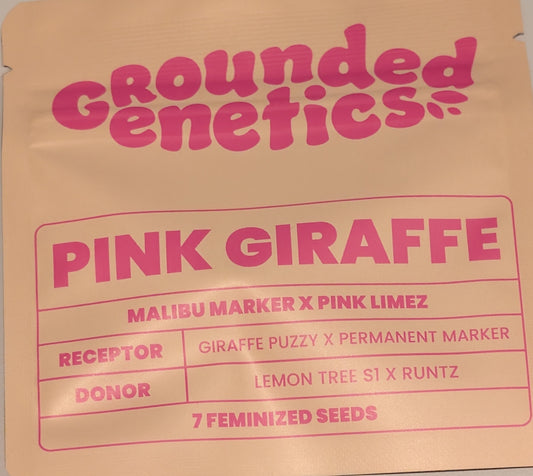 GROUNDED
GENETICS
PINK GIRAFFE
MALIBU MARKER X PINK LIMEZ
RECEPTOR GIRAFFE PUZZY X PERMANENT MARKER
DONOR LEMON TREE S1 X RUNTZ
7 FEMINIZED SEEDS